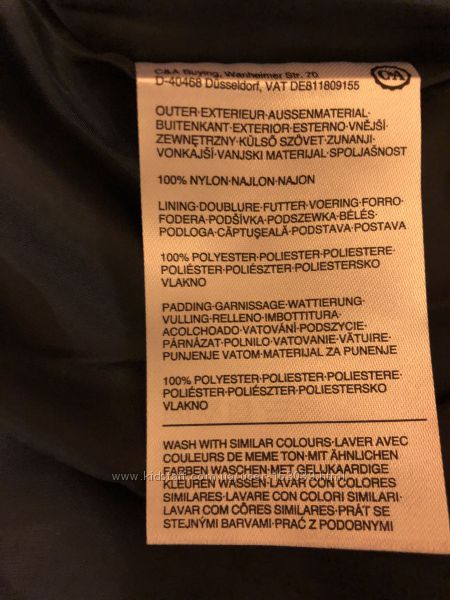 C&A Buying, Wanheimer Str. 70
D-40468 Düsseldorf, VAT DE811809155
C&A
OUTER·EXTERIEUR·AUSSENMATERIAL·
BUITENKANT·EXTERIOR·ESTERNO·VNĚJŠÍ·
ZEWNĘTRZNY·KÜLSŐ SZÖVET·ZUNANJI·
VONKAJŠÍ·VANJSKI MATERIJAL·SPOLJAŠNOST
100% NYLON·NAJLON·NAJON
LINING·DOUBLURE·FUTTER·VOERING·FORRO·
FODERA·PODŠÍVKA·PODSZEWKA·BÉLÉS·
PODLOGA·CĂPTUŞEALĂ·PODSTAVA·POSTAVA
100% POLYESTER·POLIESTER·POLIESTERE·
POLIÉSTER·POLIÉSZTER·POLIESTERSKO
VLAKNO
PADDING·GARNISSAGE·WATTIERUNG·
VULLING·RELLENO·IMBOTTITURA·
ACOLCHOADO·VATOVÁNÍ·PODSZYCIE·
PÁRNÁZAT·POLNILO·VATOVANIE·VĂTUIRE·
PUNJENJE VATOM·MATERIJAL ZA PUNENJE
100% POLYESTER·POLIESTER·POLIESTERE·
POLIÉSTER·POLIÉSZTER·POLIESTERSKO
VLAKNO
WASH WITH SIMILAR COLOURS·LAVER AVEC
COULEURS DE MEME TON·MIT ÄHNLICHEN
FARBEN WASCHEN·MET GELIJKAARDIGE
KLEUREN WASSEN·LAVAR CON COLORES
SIMILARES·LAVARE CON COLORI SIMILARI·
LAVAR COM CÔRES SIMILARES·PRÁT SE
STEJNÝMI BARVAMI·PRAĆ Z PODOBNYMI